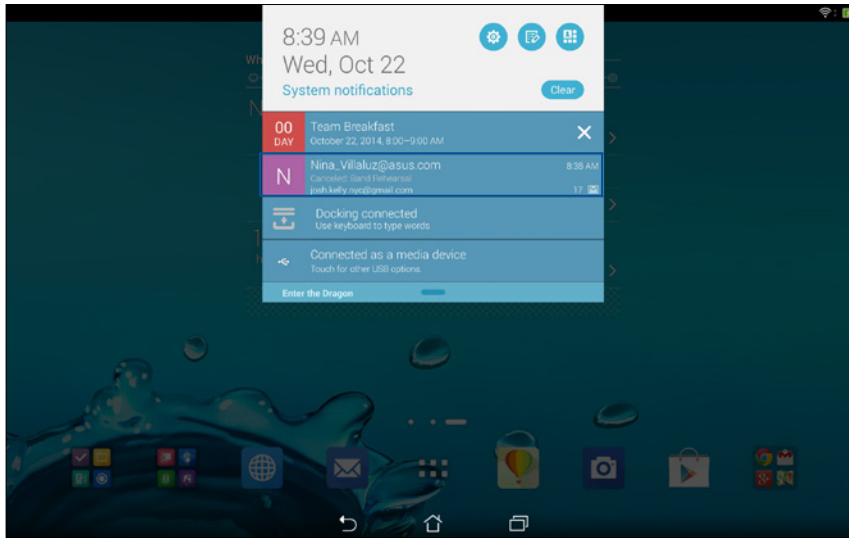 8:39 AM
Wed, Oct 22
System notifications
Clear
00
DAY
Team Breakfast
October 22, 2014, 8:00–9:00 AM
N
Nina_Villaluz@asus.com
8:38 AM
Canceled: Band Rehearsal
josh.kelly.nyc@gmail.com
17
Docking connected
Use keyboard to type words
Connected as a media device
Touch for other USB options.
Enter the Dragon